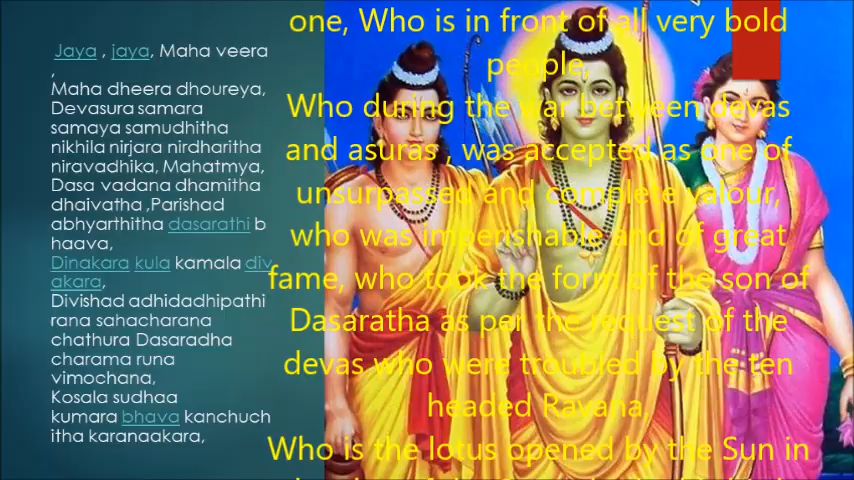 Jaya , jaya, Maha veera
,
Maha dheera dhoureya,
Devasura samara
samaya samudhitha
nikhila nirjara nirdharitha
niravadhika, Mahatmya,
Dasa vadana dhamitha
dhaivatha ,Parishad
abhyarthitha dasarathi b
haava,
Dinakara kula kamala div
akara,
Divishad adhidadhipathi
rana sahacharana
chathura Dasaradha
charama runa
vimochana,
Kosala sudhaa
kumara bhava kanchuch
itha karanaakara,
one, Who is in front of all very bold
people,
Who during the war between devas
and asuras , was accepted as one of
unsurpassed and complete valour,
who was imperishable and of great
fame, who took the form of the son of
Dasaratha as per the request of the
devas who were troubled by the ten
headed Ravana,
Who is the lotus opened by the Sun in